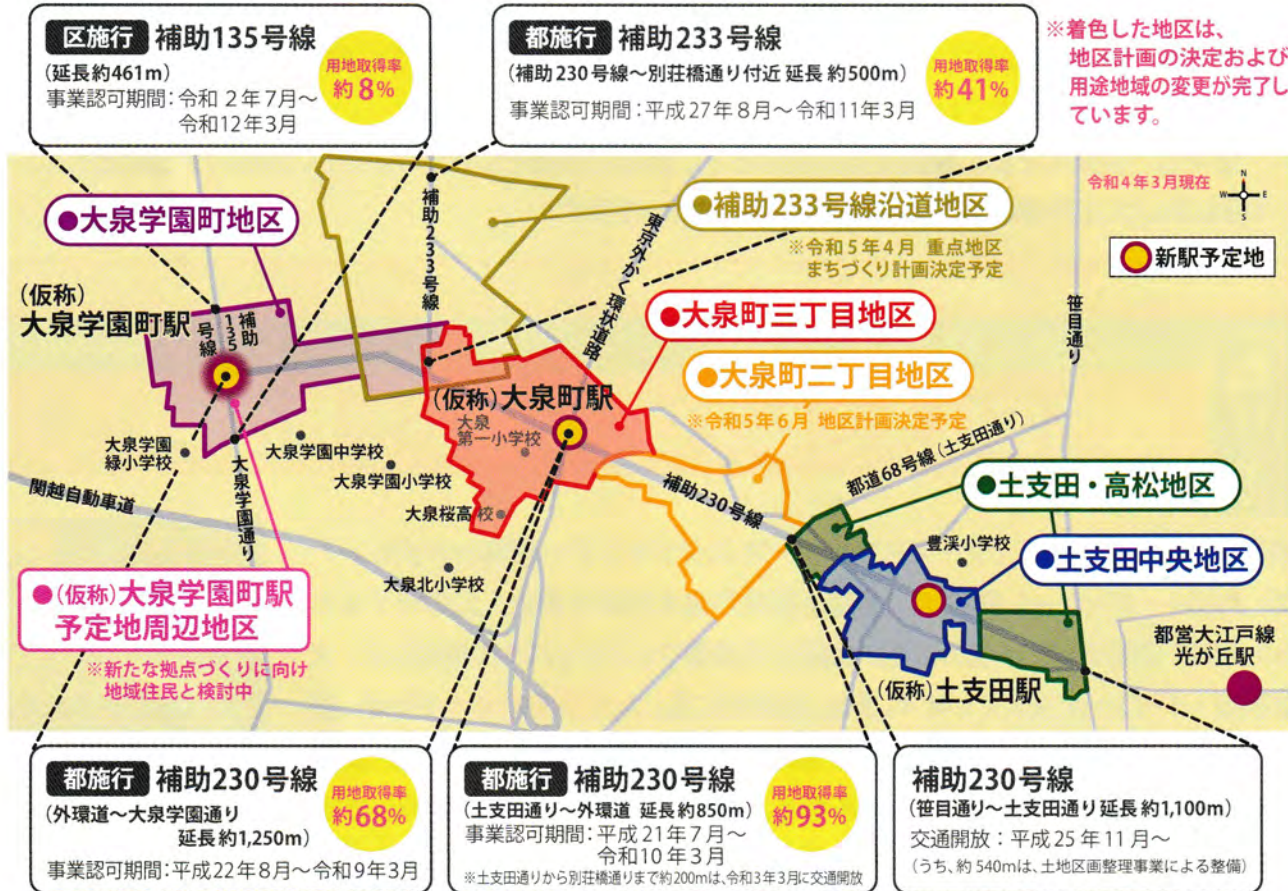 区施行 補助135号線
(延長約461m)
事業認可期間:令和2年7月～
令和12年3月
用地取得率
約8%
都施行 補助233号線
(補助230号線～別荘橋通り付近 延長 約500m)
事業認可期間:平成27年8月～令和11年3月
用地取得率
約41%
※着色した地区は、
地区計画の決定および
用途地域の変更が完了し
ています。
令和4年3月現在
N
W E
S
新駅予定地
●大泉学園町地区
補助233号線
東京外かく環状道路
●補助233号線沿道地区
※令和5年4月 重点地区
まちづくり計画決定予定
笹目通り
(仮称)
大泉学園町駅
補助135号線
●大泉町三丁目地区
●大泉町二丁目地区
※令和5年6月 地区計画決定予定
(仮称)大泉町駅
大泉
第一小学校
大泉学園
緑小学校
大泉学園中学校
大泉学園小学校
大泉桜高校
大泉北小学校
関越自動車道
大泉学園通り
補助230号線
都道68号線(土支田通り)
●土支田・高松地区
豊渓小学校
●土支田中央地区
(仮称)土支田駅
都営大江戸線
光が丘駅
●(仮称)大泉学園町駅
予定地周辺地区
※新たな拠点づくりに向け
地域住民と検討中
都施行 補助230号線
(外環道～大泉学園通り
延長約1,250m)
事業認可期間:平成22年8月～令和9年3月
用地取得率
約68%
都施行 補助230号線
(土支田通り～外環道 延長約850m)
事業認可期間:平成21年7月～
令和10年3月
※土支田通りから別荘橋通りまで約200mは、令和3年3月に交通開放
用地取得率
約93%
補助230号線
(笹目通り～土支田通り 延長約1,100m)
交通開放:平成25年11月～
(うち、約540mは、土地区画整理事業による整備)